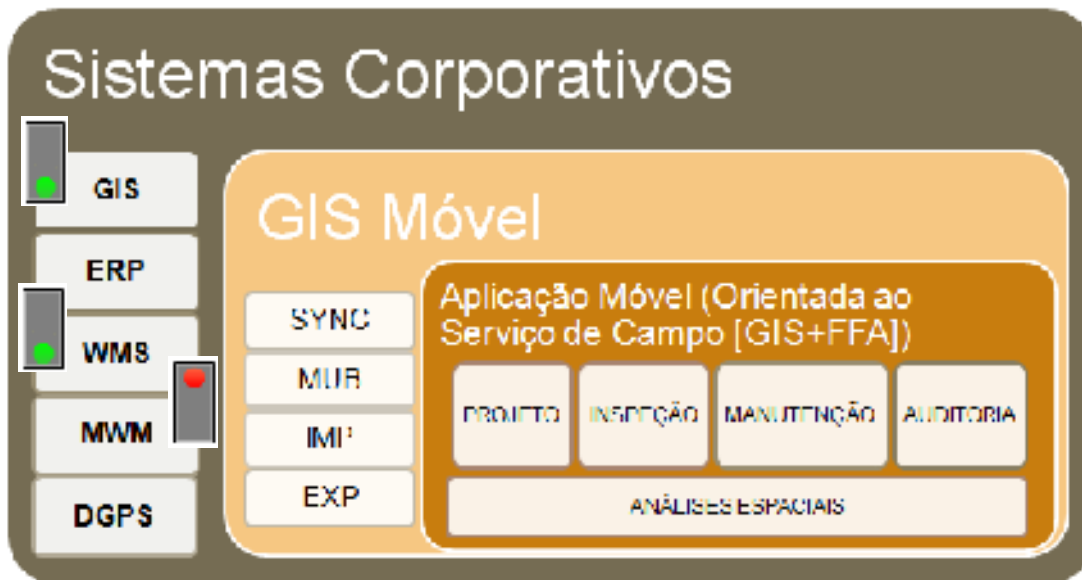 Sistemas Corporativos
GIS
ERP
WMS
MWM
DGPS
GIS Móvel
SYNC
EXP
Aplicação Móvel (Orientada ao
Serviço de Campo [GIS+FFA])
PROJETO
INSPEÇÃO
MANUTENÇÃO
AUDITORIA
ANÁLISES ESPACIAIS